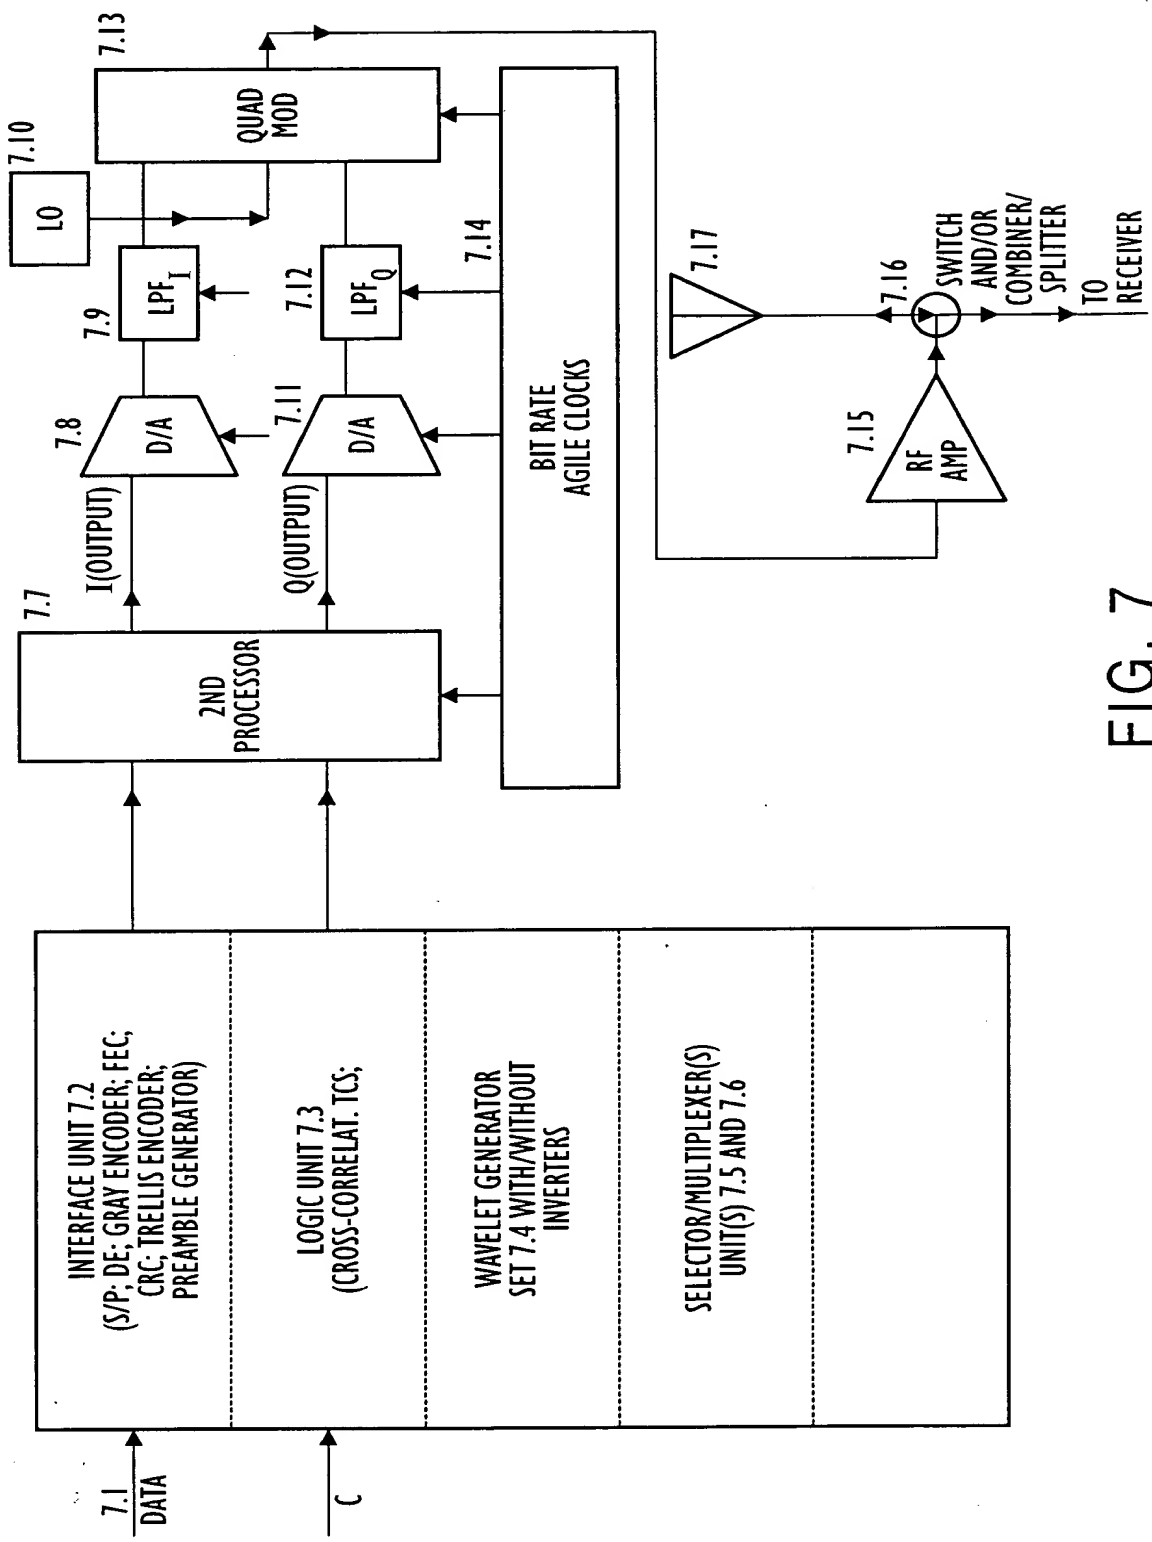 7.1
DATA
C
INTERFACE UNIT 7.2
(S/P; DE; GRAY ENCODER; FEC;
CRC; TRELLIS ENCODER;
PREAMBLE GENERATOR)
LOGIC UNIT 7.3
(CROSS-CORRELAT. TCS;
WAVELET GENERATOR
SET 7.4 WITH/WITHOUT
INVERTERS
SELECTOR/MULTIPLEXER(S)
UNIT(S) 7.5 AND 7.6
7.7
2ND
PROCESSOR
I(OUTPUT)
Q(OUTPUT)
7.8
D/A
7.11
D/A
7.9
LPF_I
7.12
LPF_Q
7.10
LO
7.13
QUAD
MOD
7.14
BIT RATE
AGILE CLOCKS
7.15
RF
AMP
7.16
SWITCH
AND/OR
COMBINER/
SPLITTER
7.17
TO
RECEIVER
FIG. 7